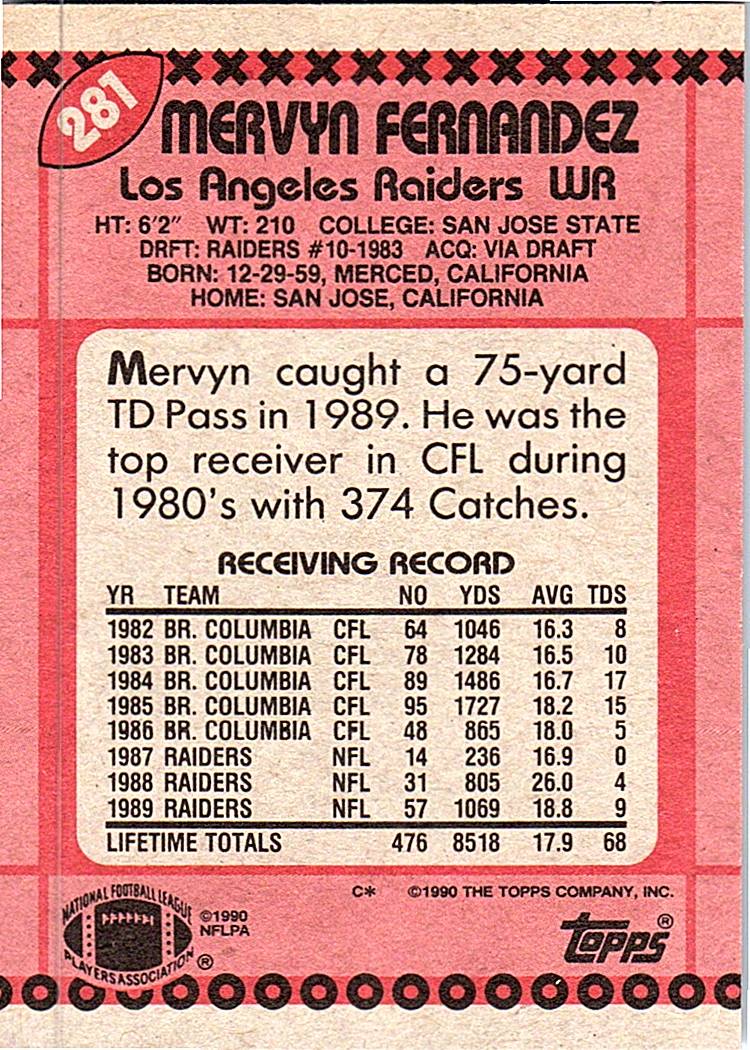 281
MERVYN FERNANDEZ
Los Angeles Raiders WR
HT: 6'2" WT: 210 COLLEGE: SAN JOSE STATE
DRFT: RAIDERS #10-1983 ACQ: VIA DRAFT
BORN: 12-29-59, MERCED, CALIFORNIA
HOME: SAN JOSE, CALIFORNIA
Mervyn caught a 75-yard
TD Pass in 1989. He was the
top receiver in CFL during
1980's with 374 Catches.
RECEIVING RECORD
YR TEAM NO YDS AVG TDS
1982 BR. COLUMBIA CFL 64 1046 16.3 8
1983 BR. COLUMBIA CFL 78 1284 16.5 10
1984 BR. COLUMBIA CFL 89 1486 16.7 17
1985 BR. COLUMBIA CFL 95 1727 18.2 15
1986 BR. COLUMBIA CFL 48 865 18.0 5
1987 RAIDERS NFL 14 236 16.9 0
1988 RAIDERS NFL 31 805 26.0 4
1989 RAIDERS NFL 57 1069 18.8 9
LIFETIME TOTALS 476 8518 17.9 68
C* ©1990 THE TOPPS COMPANY, INC.
NATIONAL FOOTBALL LEAGUE
PLAYERS ASSOCIATION ®
©1990
NFLPA
topps®